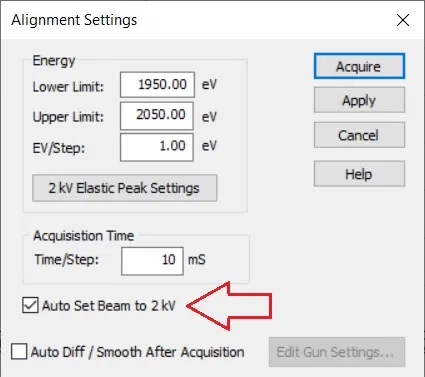 Alignment Settings
Energy
Lower Limit: 1950.00 eV
Upper Limit: 2050.00 eV
EV/Step: 1.00 eV
2 kV Elastic Peak Settings
Acquisistion Time
Time/Step: 10 mS
Auto Set Beam to 2 kV
Auto Diff / Smooth After Acquisition
Acquire
Apply
Cancel
Help
Edit Gun Settings...